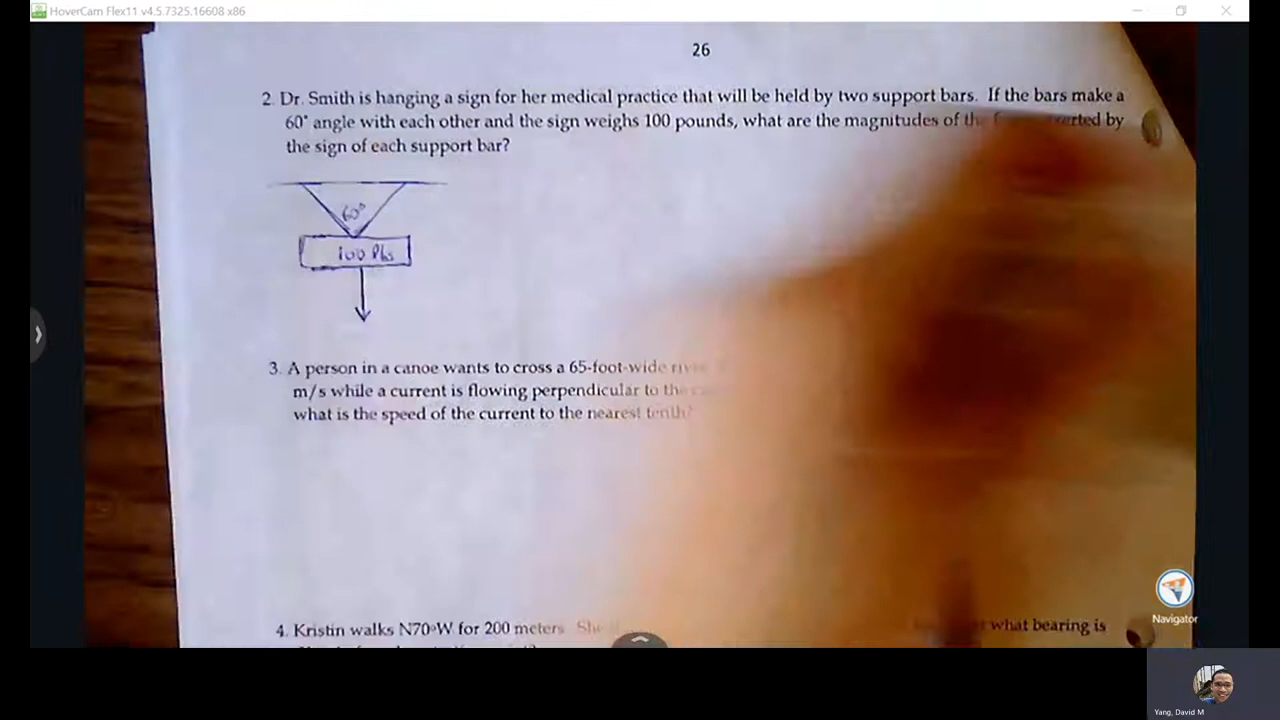 HoverCam Flex11 v4.5.7325.16608 x86
26
2. Dr. Smith is hanging a sign for her medical practice that will be held by two support bars. If the bars make a
60° angle with each other and the sign weighs 100 pounds, what are the magnitudes of the by
the sign of each support bar?
60°
100 lbs
3. A person in a canoe wants to cross a 65-foot-wide
m/s while a current is flowing perpendicular to the
what is the speed of the current to the nearest tenth?
4. Kristin walks N70°W for 200 meters. what bearing is
Navigator
Yang, David M